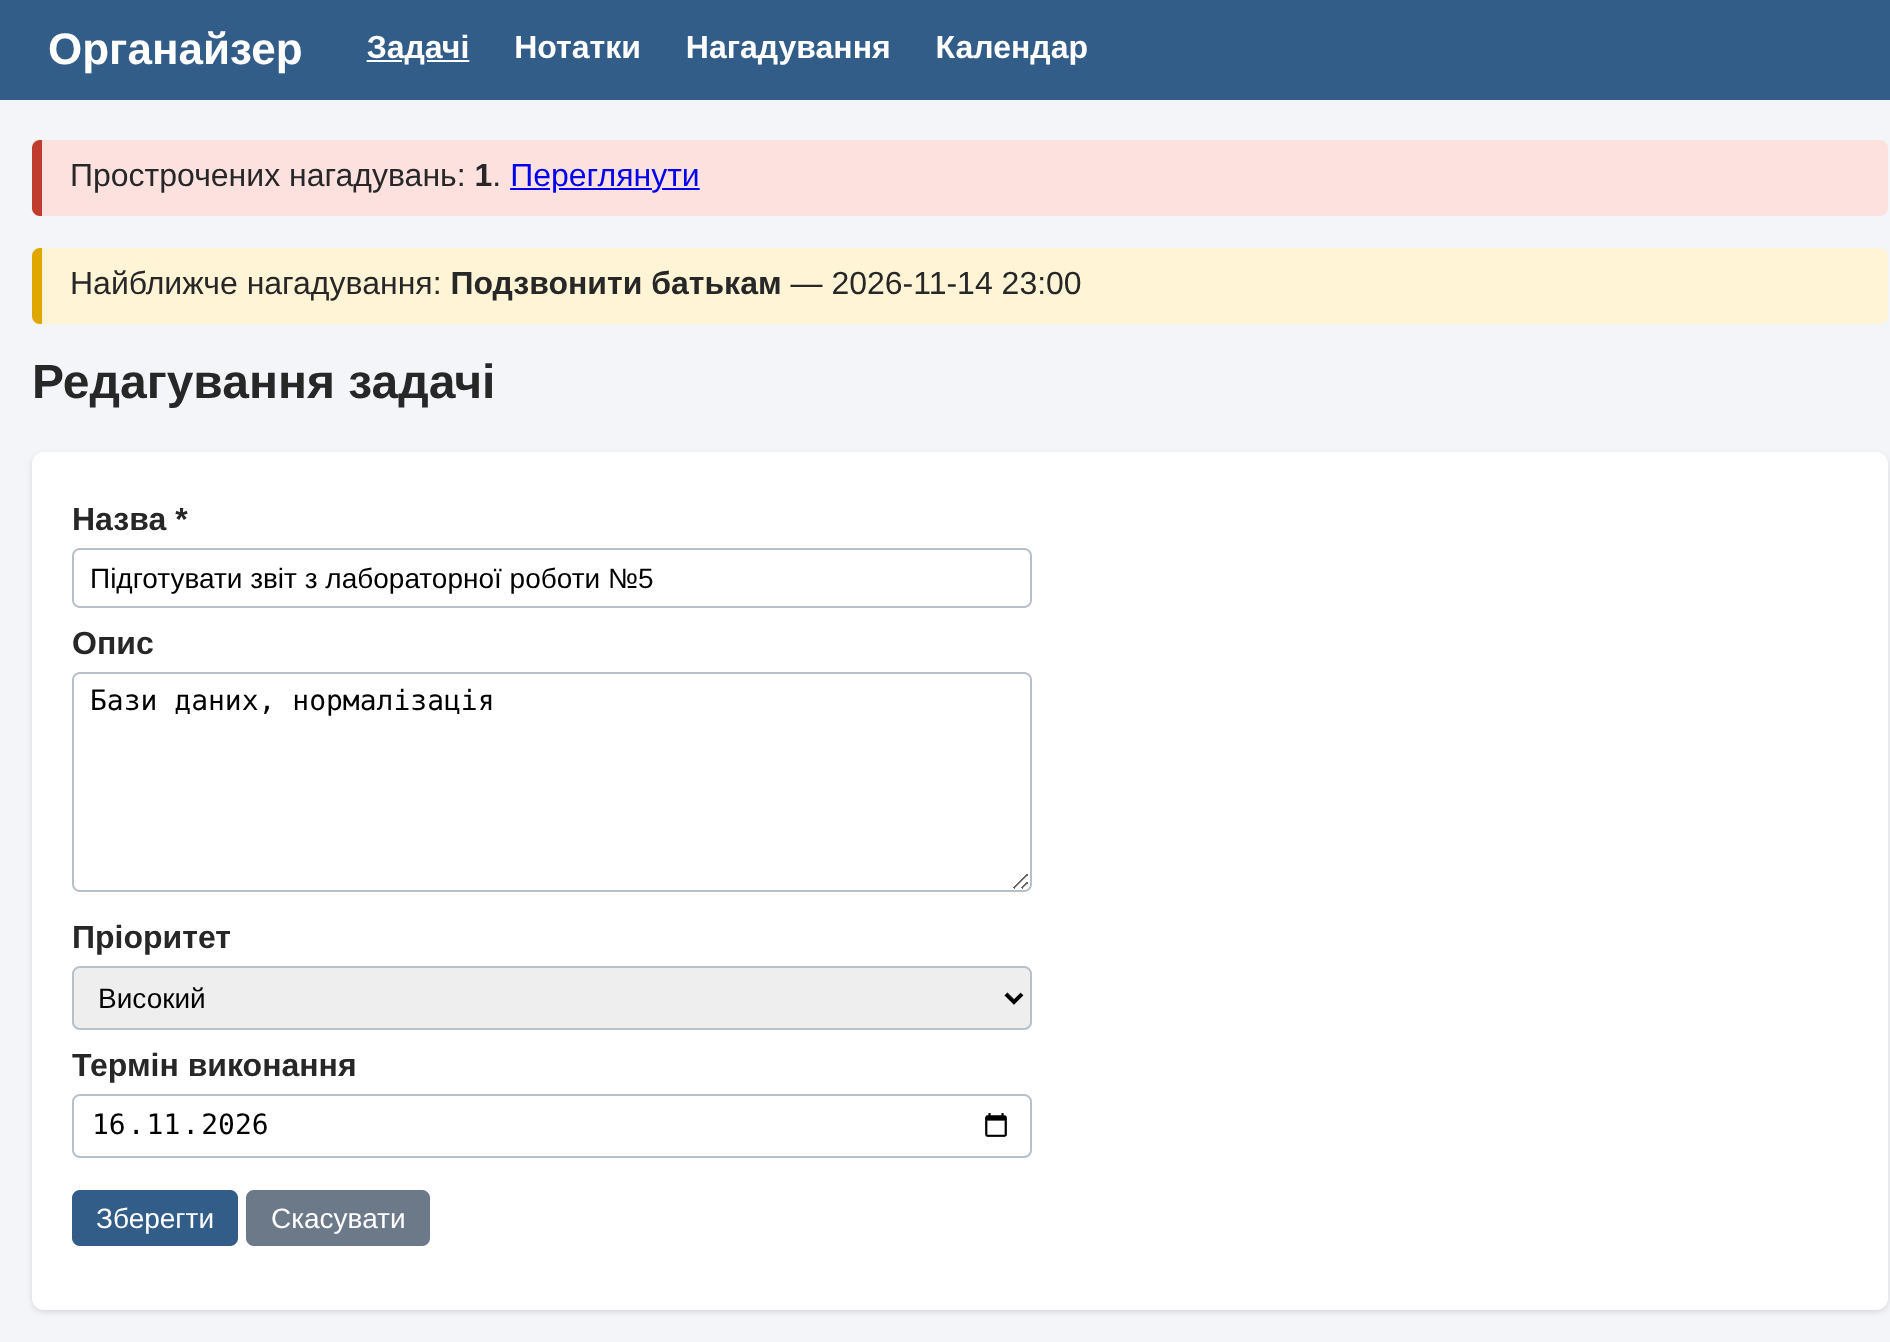 Органайзер Задачі Нотатки Нагадування Календар
Прострочених нагадувань: 1. Переглянути
Найближче нагадування: Подзвонити батькам — 2026-11-14 23:00
Редагування задачі
Назва *
Підготувати звіт з лабораторної роботи №5
Опис
Бази даних, нормалізація
Пріоритет
Високий
Термін виконання
16.11.2026
Зберегти Скасувати